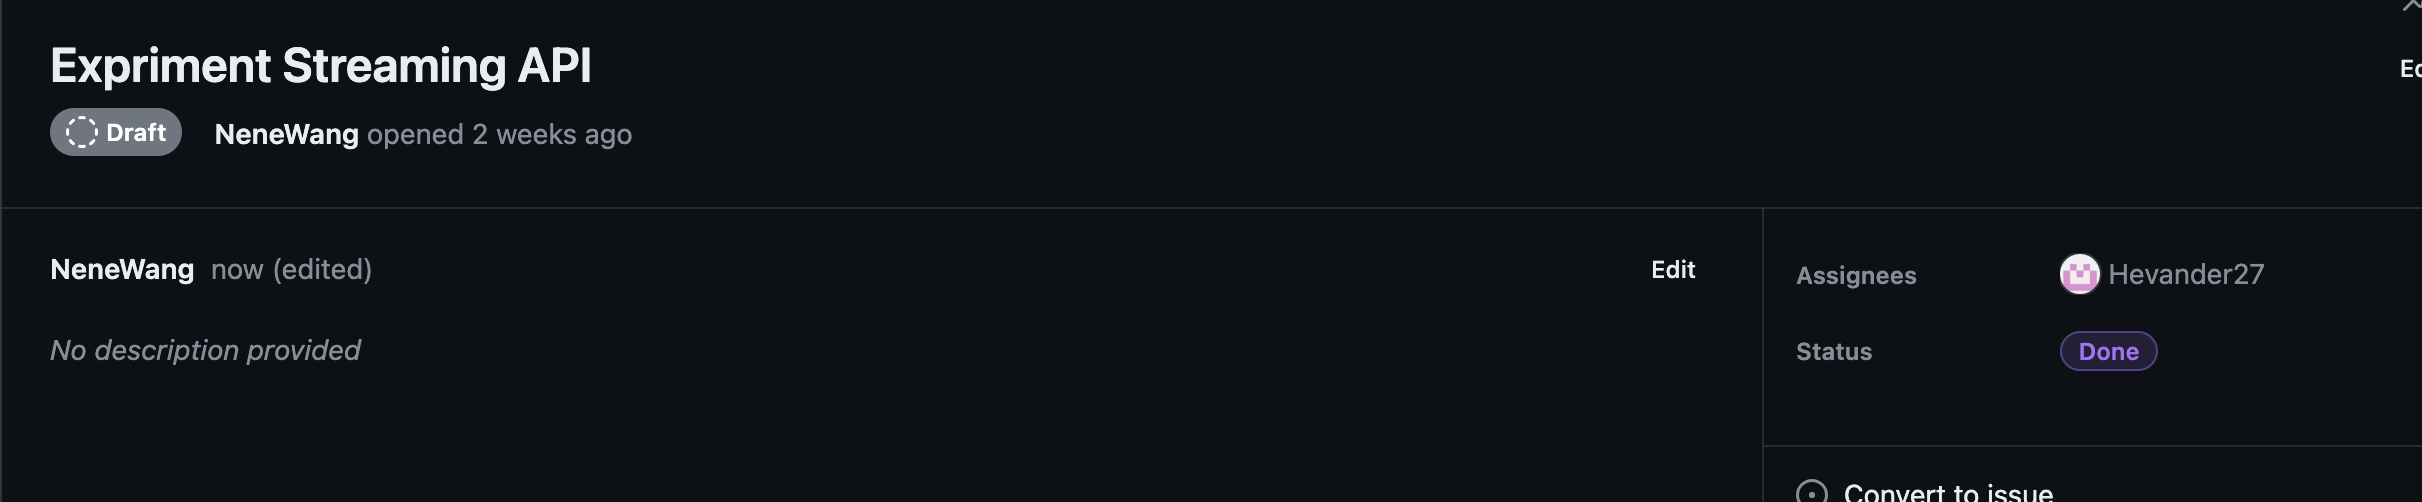 Expriment Streaming API
Draft NeneWang opened 2 weeks ago
NeneWang now (edited) Edit
No description provided
Assignees Hevander27
Status Done
Convert to issue